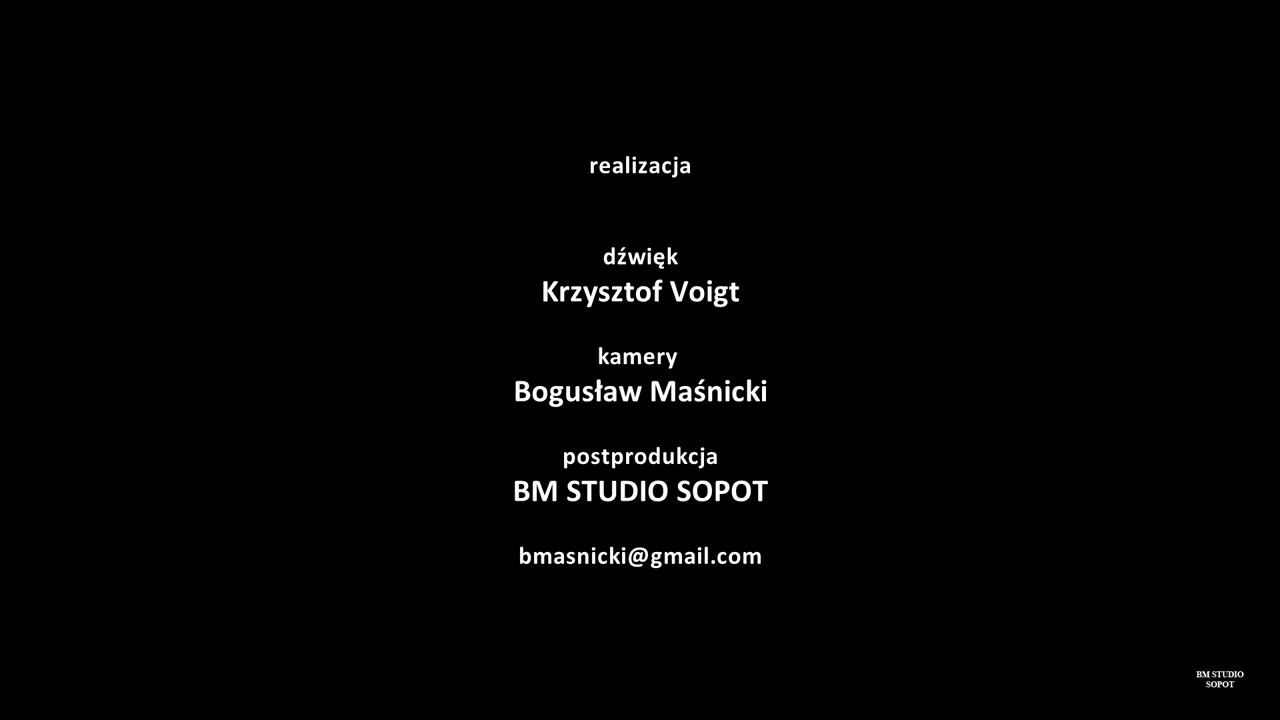 realizacja
dźwięk
Krzysztof Voigt
kamery
Bogusław Maśnicki
postprodukcja
BM STUDIO SOPOT
bmasnicki@gmail.com
BM STUDIO
SOPOT